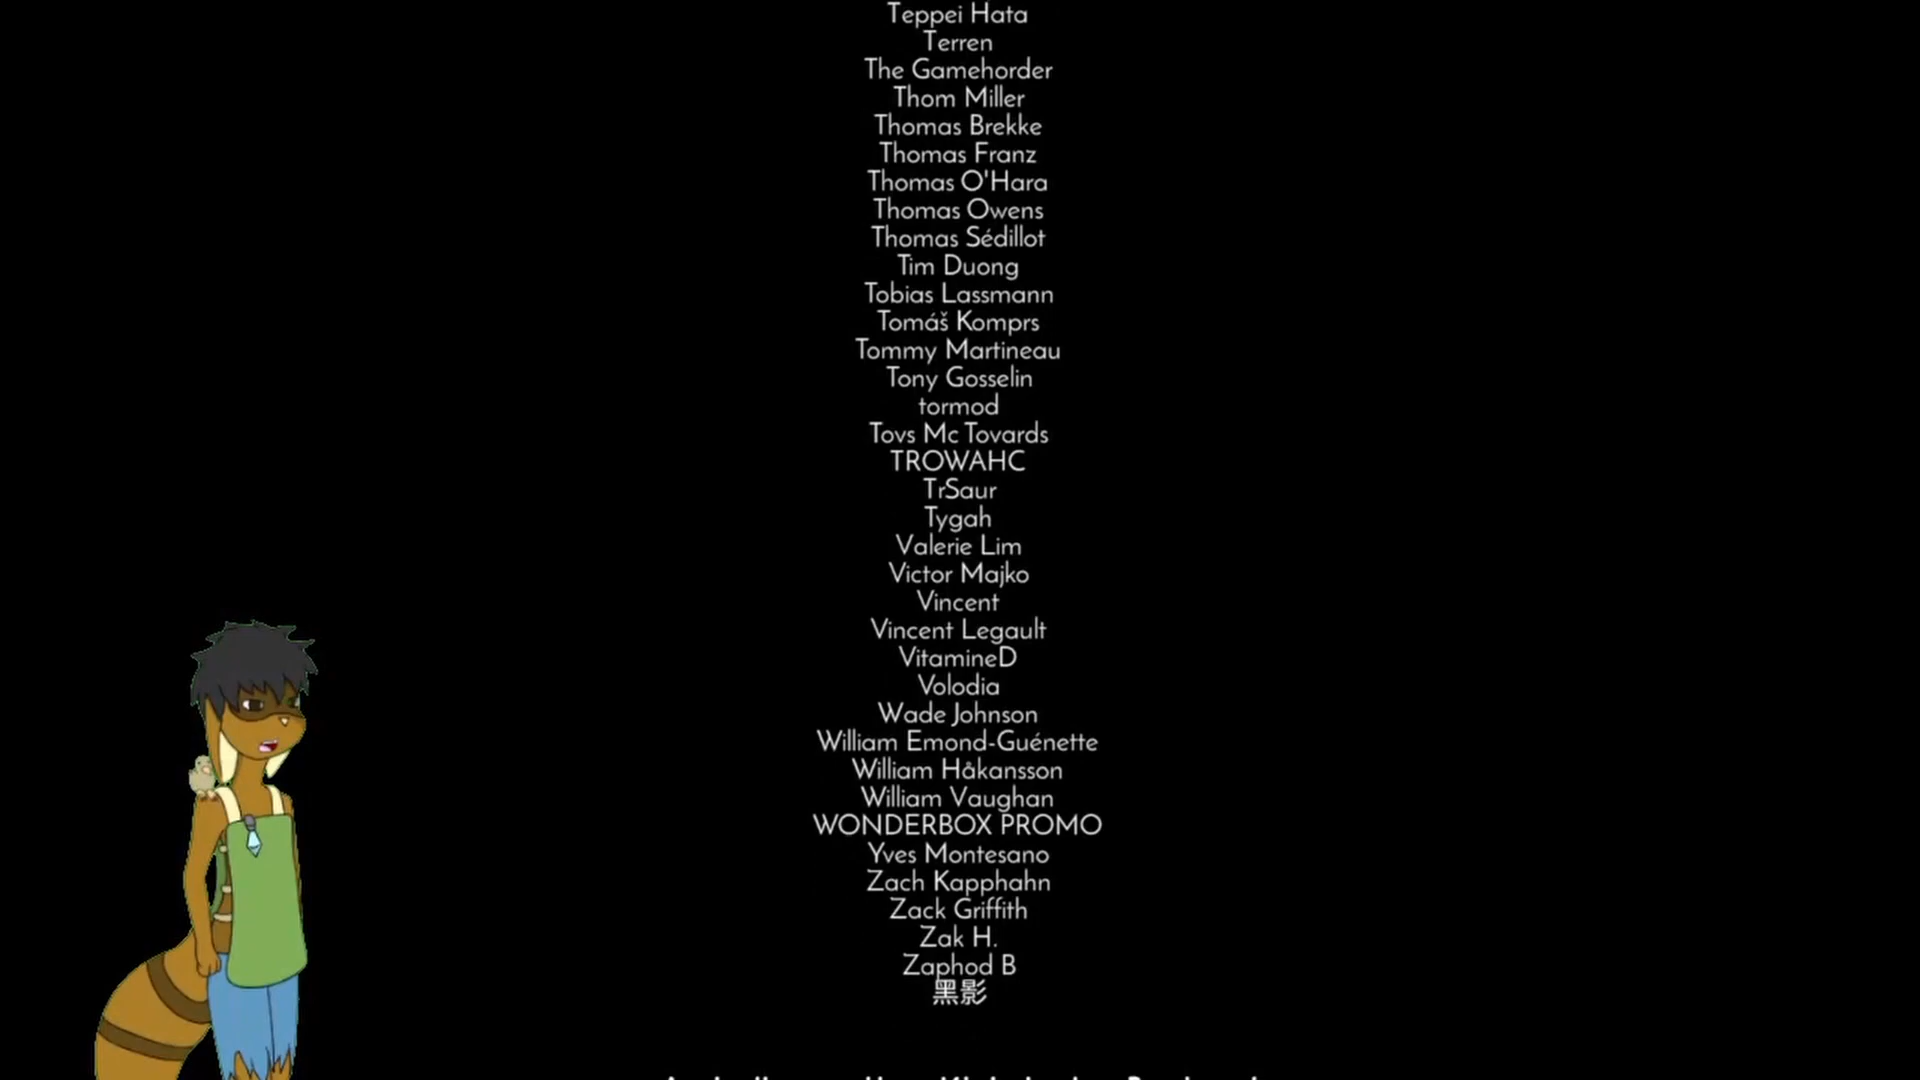 Teppei Hata
Terren
The Gamehorder
Thom Miller
Thomas Brekke
Thomas Franz
Thomas O'Hara
Thomas Owens
Thomas Sédillot
Tim Duong
Tobias Lassmann
Tomáš Komprs
Tommy Martineau
Tony Gosselin
tormod
Tovs Mc Tovards
TROWAHC
TrSaur
Tygah
Valerie Lim
Victor Majko
Vincent
Vincent Legault
VitamineD
Volodia
Wade Johnson
William Emond-Guénette
William Håkansson
William Vaughan
WONDERBOX PROMO
Yves Montesano
Zach Kapphahn
Zack Griffith
Zak H.
Zaphod B
黑影